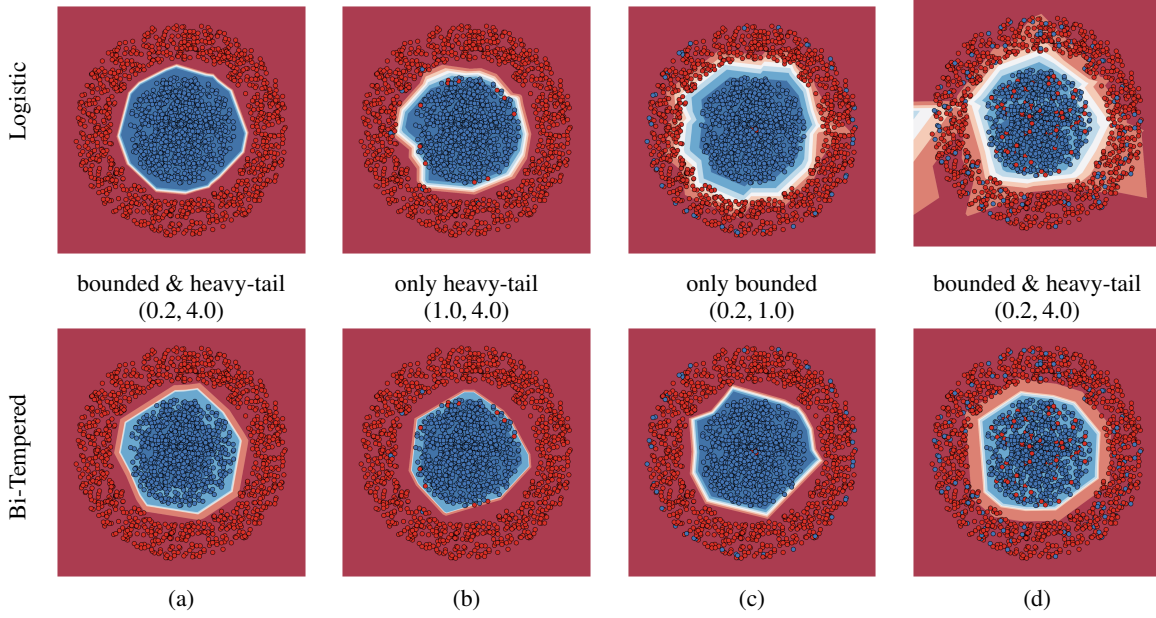 Logistic
bounded & heavy-tail
(0.2, 4.0)
only heavy-tail
(1.0, 4.0)
only bounded
(0.2, 1.0)
bounded & heavy-tail
(0.2, 4.0)
Bi-Tempered
(a)
(b)
(c)
(d)